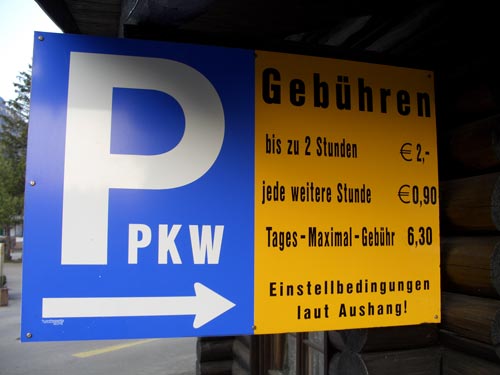 P
PKW
Gebühren
bis zu 2 Stunden €2,-
jede weitere Stunde €0,90
Tages-Maximal-Gebühr 6,30
Einstellbedingungen
laut Aushang!